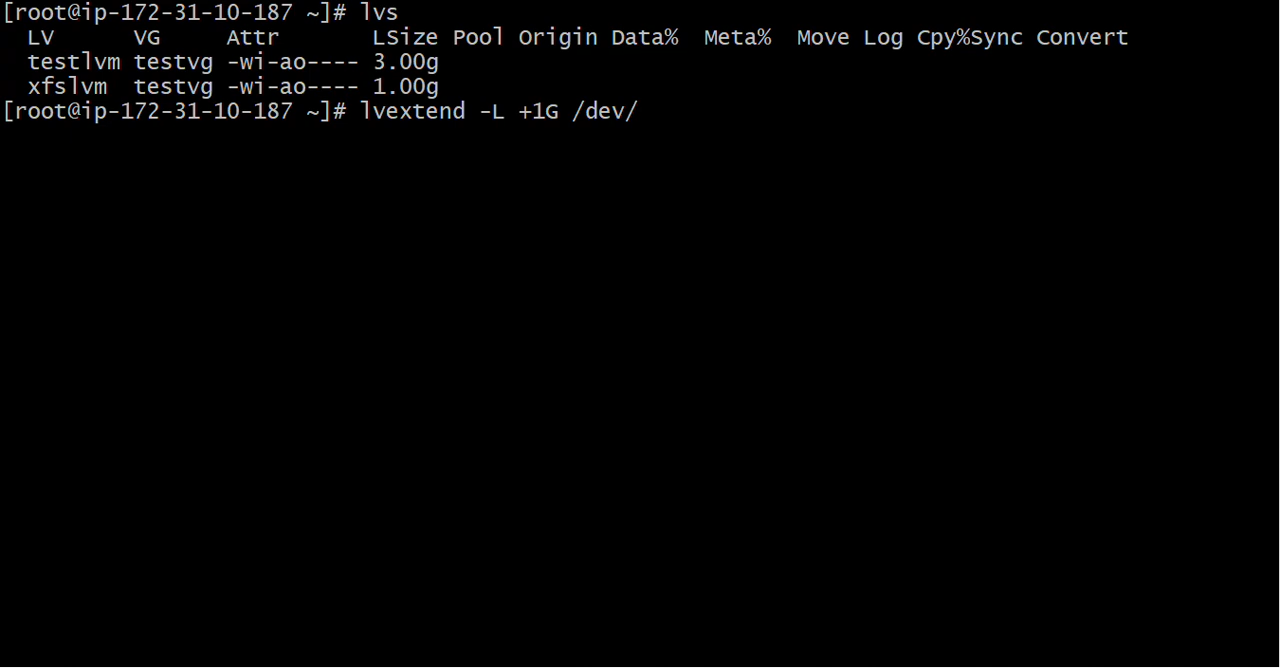 [root@ip-172-31-10-187 ~]# lvs
  LV      VG     Attr       LSize Pool Origin Data%  Meta%  Move Log Cpy%Sync Convert
  testlvm testvg -wi-ao---- 3.00g
  xfslvm  testvg -wi-ao---- 1.00g
[root@ip-172-31-10-187 ~]# lvextend -L +1G /dev/